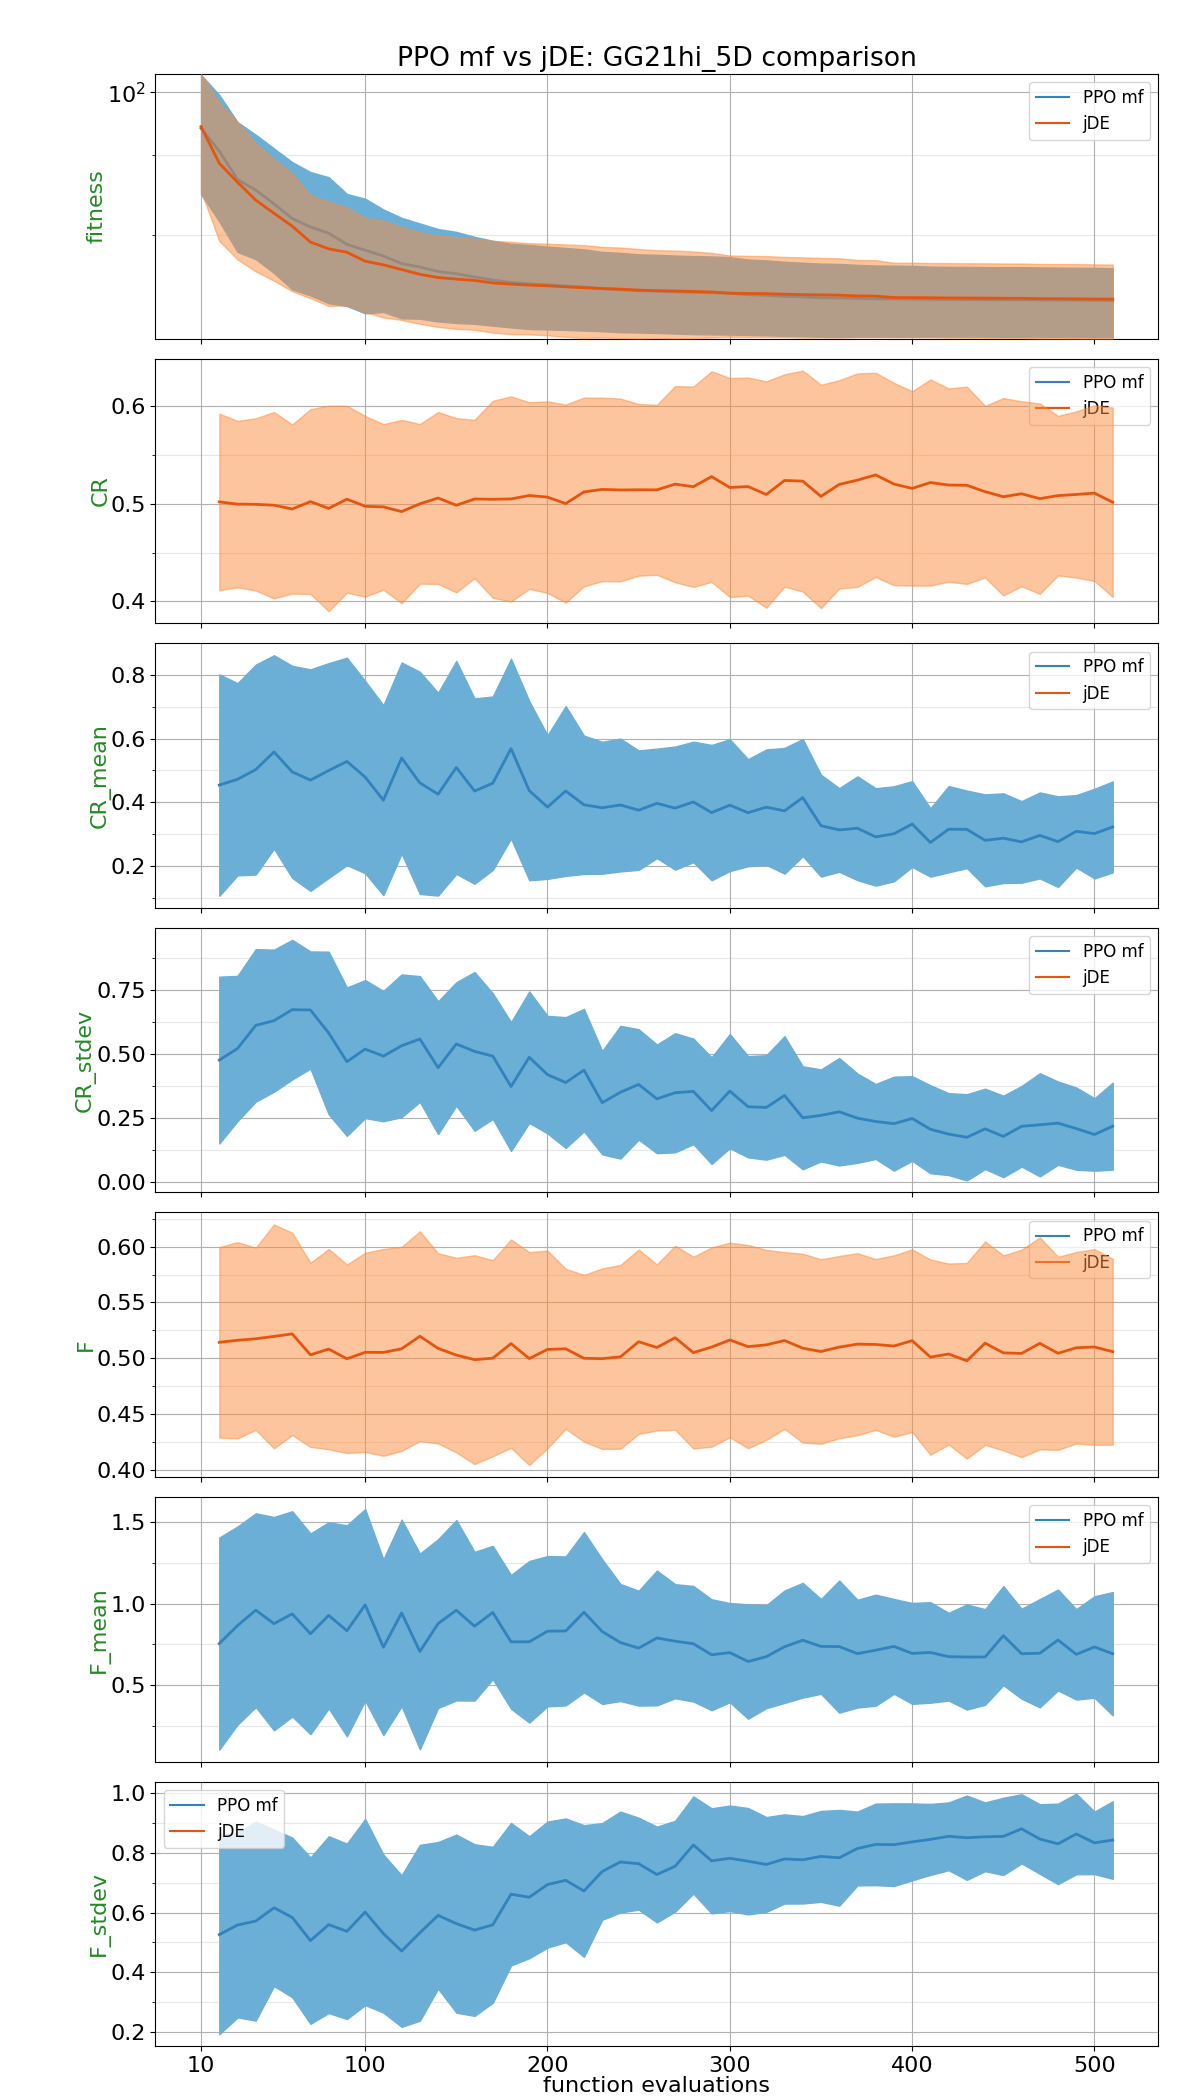 PPO mf vs jDE: GG21hi_5D comparison
10²
fitness
PPO mf
jDE
0.6
0.5
0.4
CR
PPO mf
jDE
0.8
0.6
0.4
0.2
CR_mean
PPO mf
jDE
0.75
0.50
0.25
0.00
CR_stdev
PPO mf
jDE
0.60
0.55
0.50
0.45
0.40
F
PPO mf
jDE
1.5
1.0
0.5
F_mean
PPO mf
jDE
1.0
0.8
0.6
0.4
0.2
F_stdev
PPO mf
jDE
10 100 200 300 400 500
function evaluations